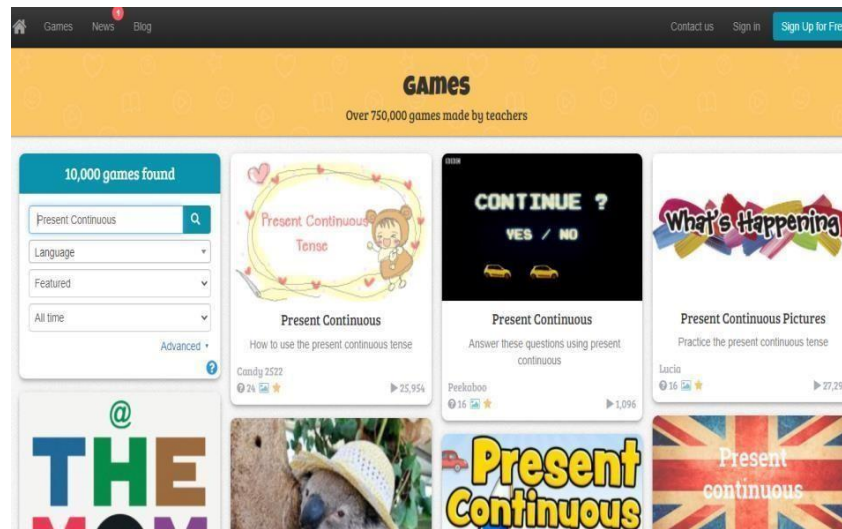 Games News 1 Blog Contact us Sign in Sign Up for Fre
GAMES
Over 750,000 games made by teachers
10,000 games found
Present Continuous
Language
Featured
All time
Advanced
?
Present Continuous
Tense
Present Continuous
How to use the present continuous tense
Candy 2522
24 25,954
BBC
CONTINUE ?
YES / NO
Present Continuous
Answer these questions using present
continuous
Peekaboo
16 1,096
What's Happening
Present Continuous Pictures
Practice the present continuous tense
Lucia
16 27,29
@
THE
MOM
Present
Continuous
Present
continuous